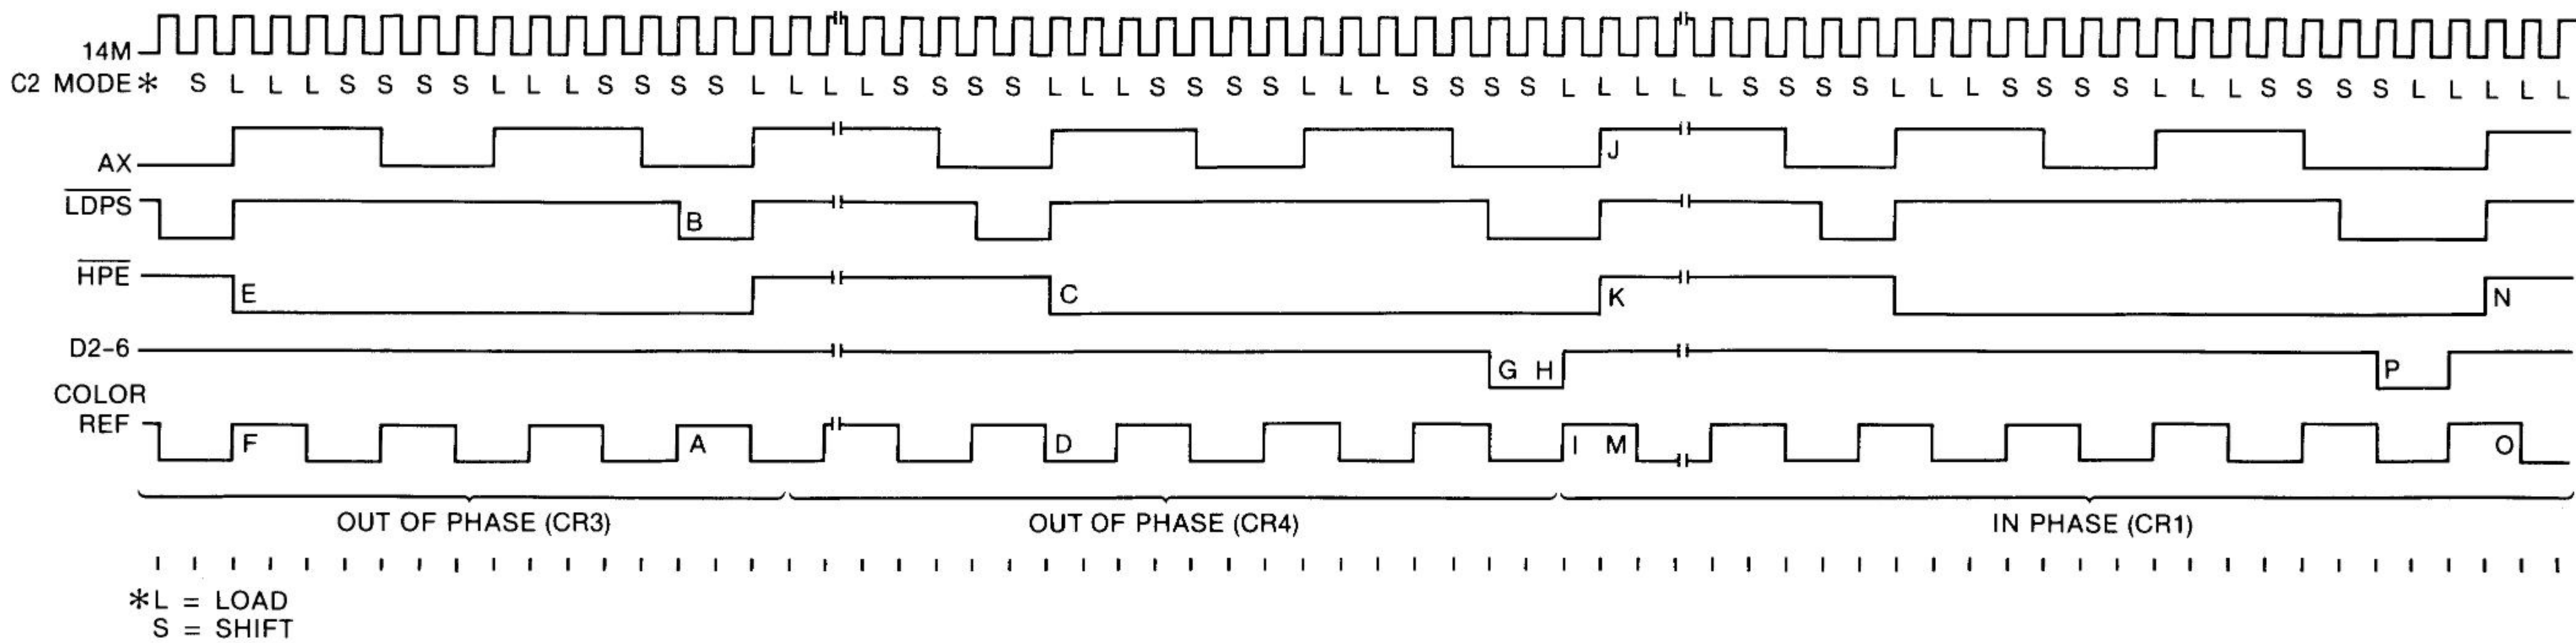 14M
C2 MODE* S L L L S S S S L L L S S S S L L L L S S S S L L L S S S S L L L S S S S L L L L L S S S S L L L S S S S L L L S S S S L L L L L
AX J
LDPS B
HPE E C K N
D2-6 G H P
COLOR
REF F A D I M O
OUT OF PHASE (CR3) OUT OF PHASE (CR4) IN PHASE (CR1)
*L = LOAD
S = SHIFT